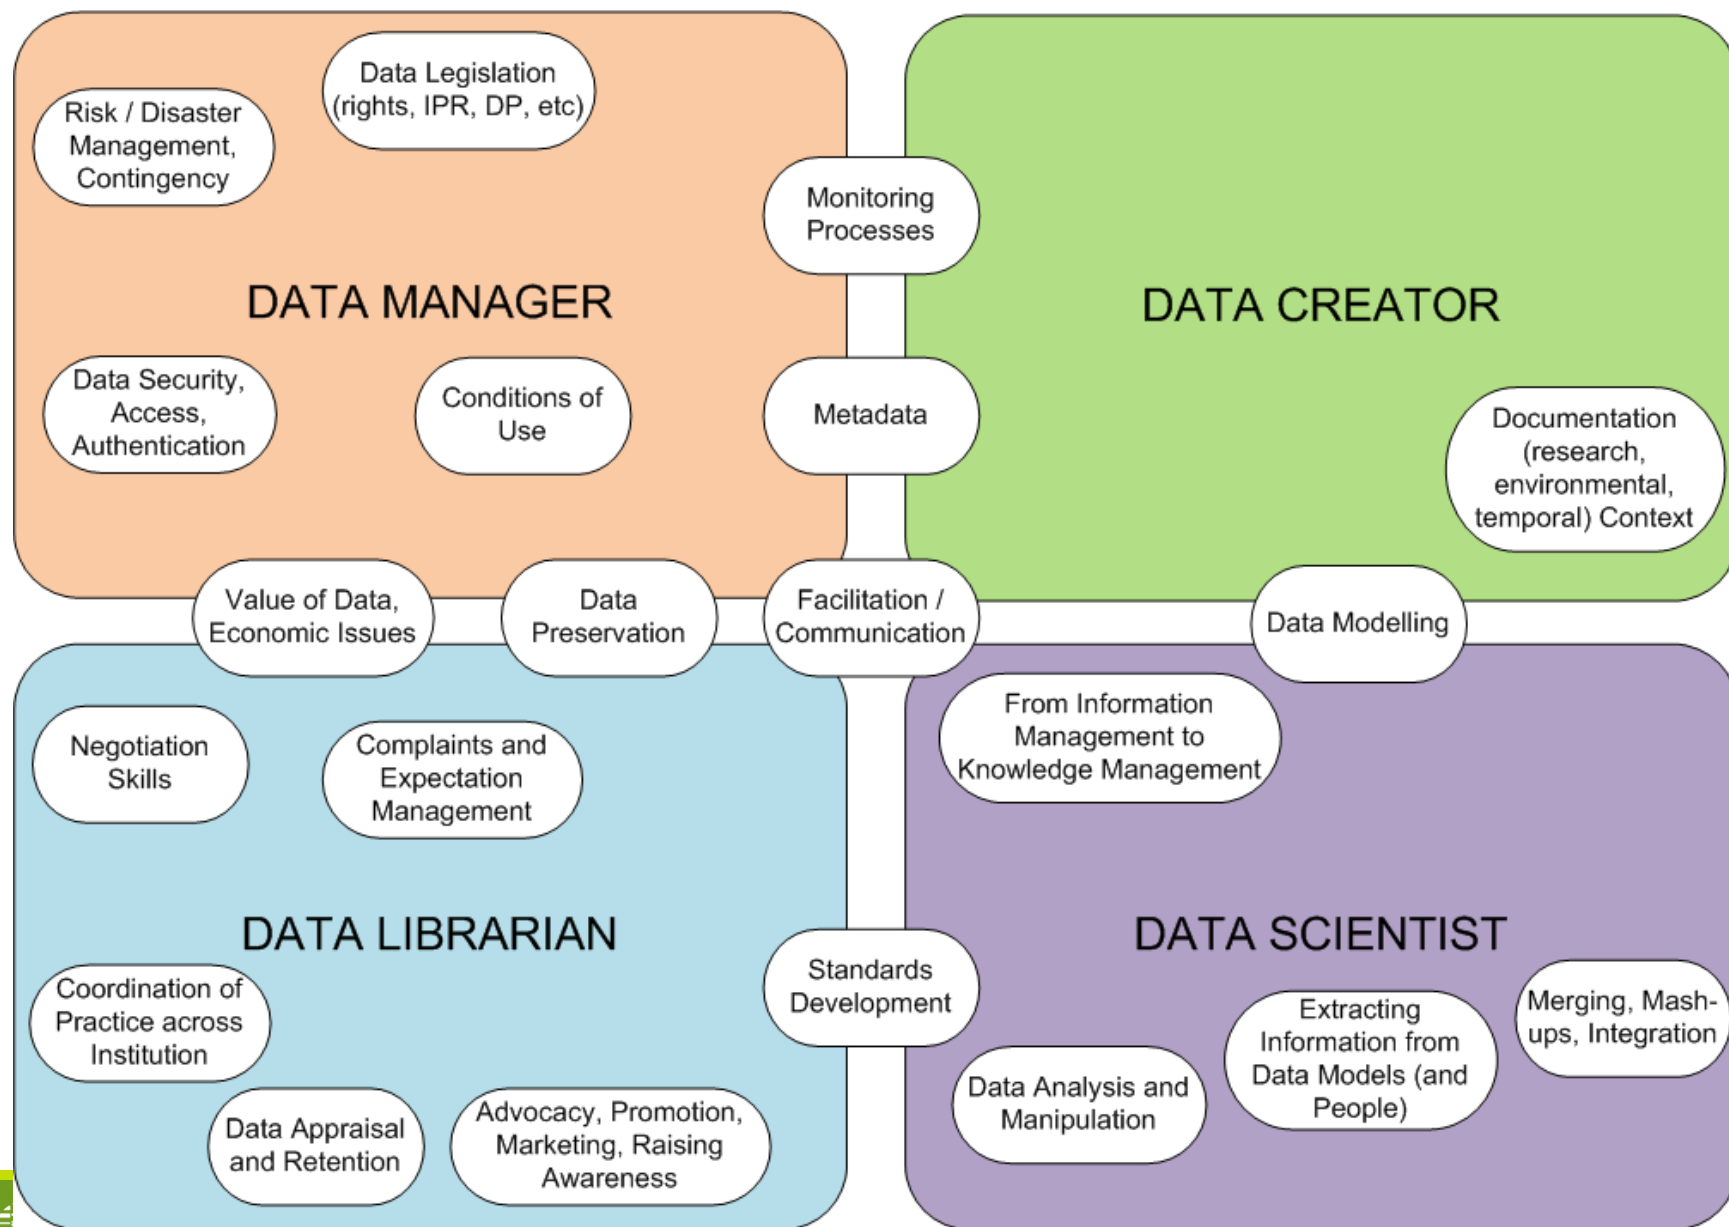 Data Legislation
(rights, IPR, DP, etc)
Risk / Disaster
Management,
Contingency
Monitoring
Processes
DATA MANAGER
DATA CREATOR
Data Security,
Access,
Authentication
Conditions of
Use
Metadata
Documentation
(research,
environmental,
temporal) Context
Value of Data,
Economic Issues
Data
Preservation
Facilitation /
Communication
Data Modelling
From Information
Management to
Knowledge Management
Negotiation
Skills
Complaints and
Expectation
Management
DATA LIBRARIAN
DATA SCIENTIST
Coordination of
Practice across
Institution
Standards
Development
Extracting
Information from
Data Models (and
People)
Merging, Mash-
ups, Integration
Data Analysis and
Manipulation
Data Appraisal
and Retention
Advocacy, Promotion,
Marketing, Raising
Awareness